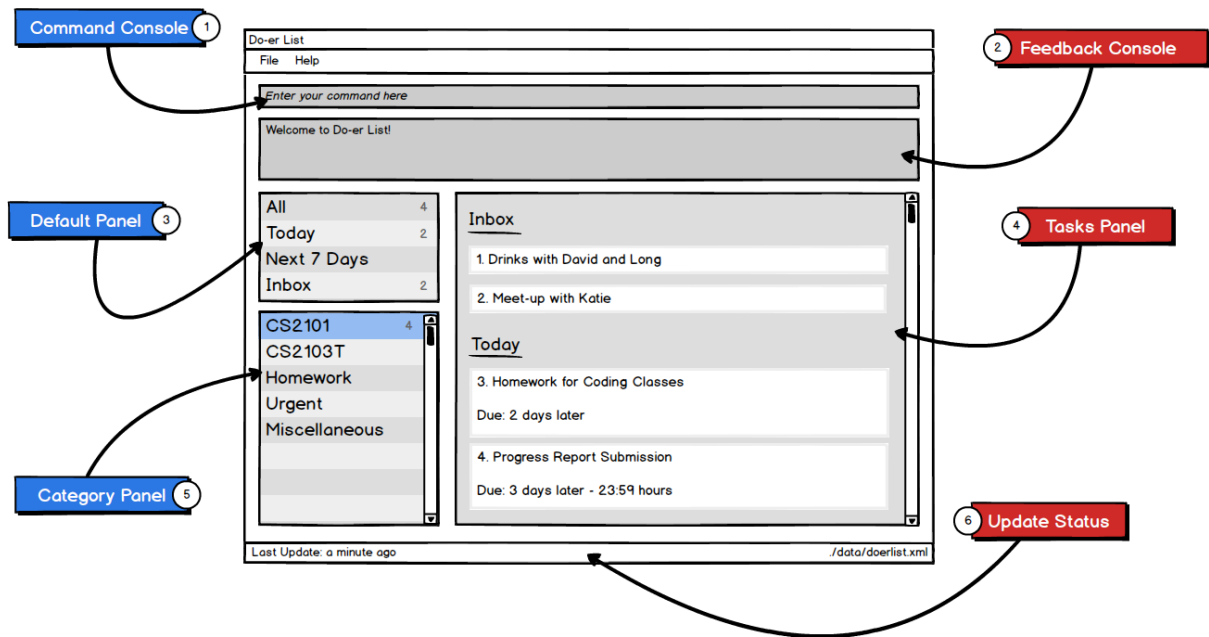 Command Console 1
2 Feedback Console
Do-er List
File Help
Enter your command here
Welcome to Do-er List!
Default Panel 3
4 Tasks Panel
All 4
Today 2
Next 7 Days
Inbox 2
CS2101 4
CS2103T
Homework
Urgent
Miscellaneous
Category Panel 5
Inbox
1. Drinks with David and Long
2. Meet-up with Katie
Today
3. Homework for Coding Classes
Due: 2 days later
4. Progress Report Submission
Due: 3 days later - 23:59 hours
6 Update Status
Last Update: a minute ago
./data/doerlist.xml